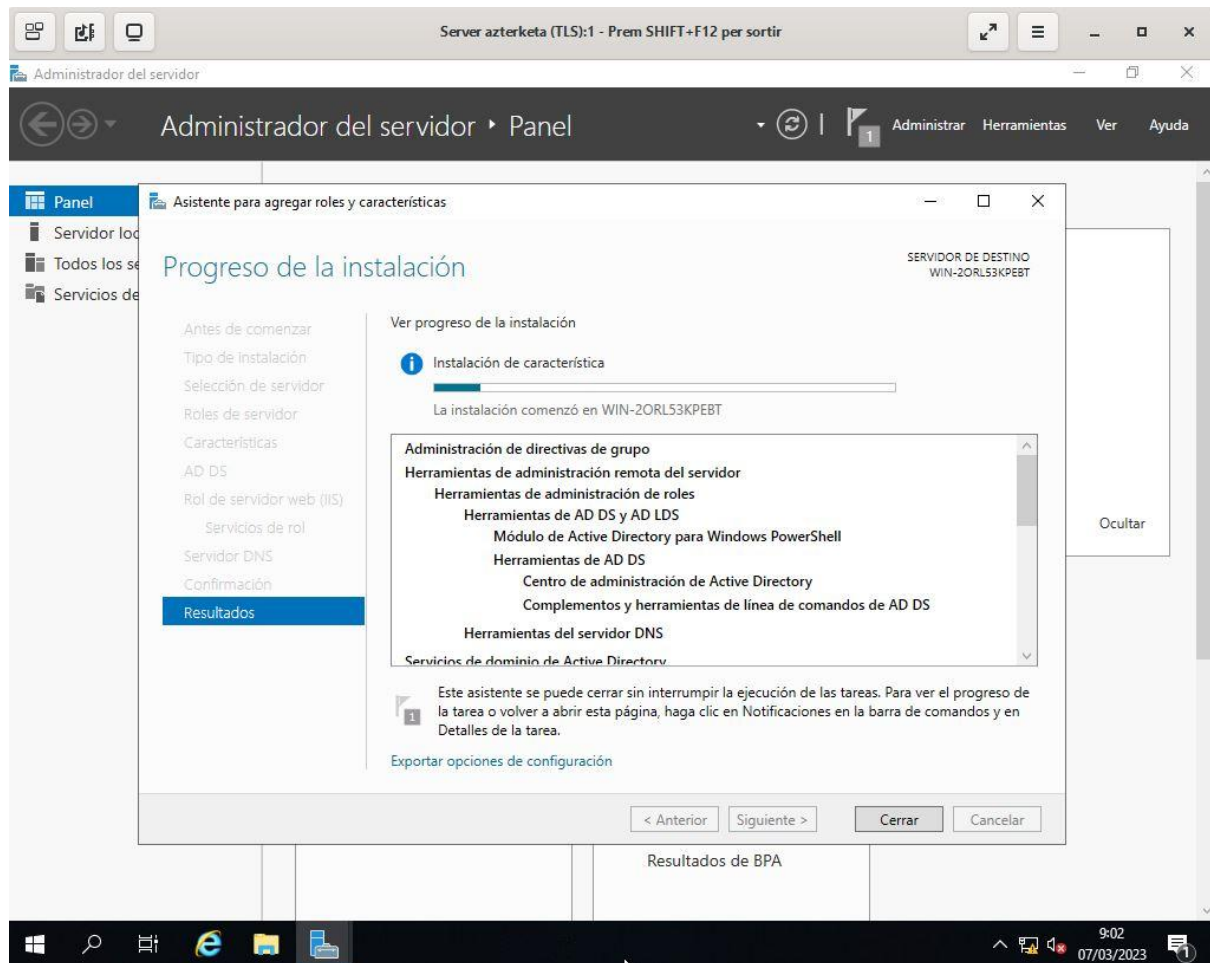 Server azterketa (TLS):1 - Prem SHIFT+F12 per sortir
Administrador del servidor
Administrador del servidor ‣ Panel
1
Administrar Herramientas Ver Ayuda
Panel
Servidor loc
Todos los se
Servicios de
Asistente para agregar roles y características
Progreso de la instalación
SERVIDOR DE DESTINO
WIN-2ORL53KPEBT
Antes de comenzar
Tipo de instalación
Selección de servidor
Roles de servidor
Características
AD DS
Rol de servidor web (IIS)
Servicios de rol
Servidor DNS
Confirmación
Resultados
Ver progreso de la instalación
Instalación de característica
La instalación comenzó en WIN-2ORL53KPEBT
Administración de directivas de grupo
Herramientas de administración remota del servidor
Herramientas de administración de roles
Herramientas de AD DS y AD LDS
Módulo de Active Directory para Windows PowerShell
Herramientas de AD DS
Centro de administración de Active Directory
Complementos y herramientas de línea de comandos de AD DS
Herramientas del servidor DNS
Servicios de dominio de Active Directory
1
Este asistente se puede cerrar sin interrumpir la ejecución de las tareas. Para ver el progreso de
la tarea o volver a abrir esta página, haga clic en Notificaciones en la barra de comandos y en
Detalles de la tarea.
Exportar opciones de configuración
< Anterior Siguiente > Cerrar Cancelar
Ocultar
Resultados de BPA
9:02
07/03/2023
1